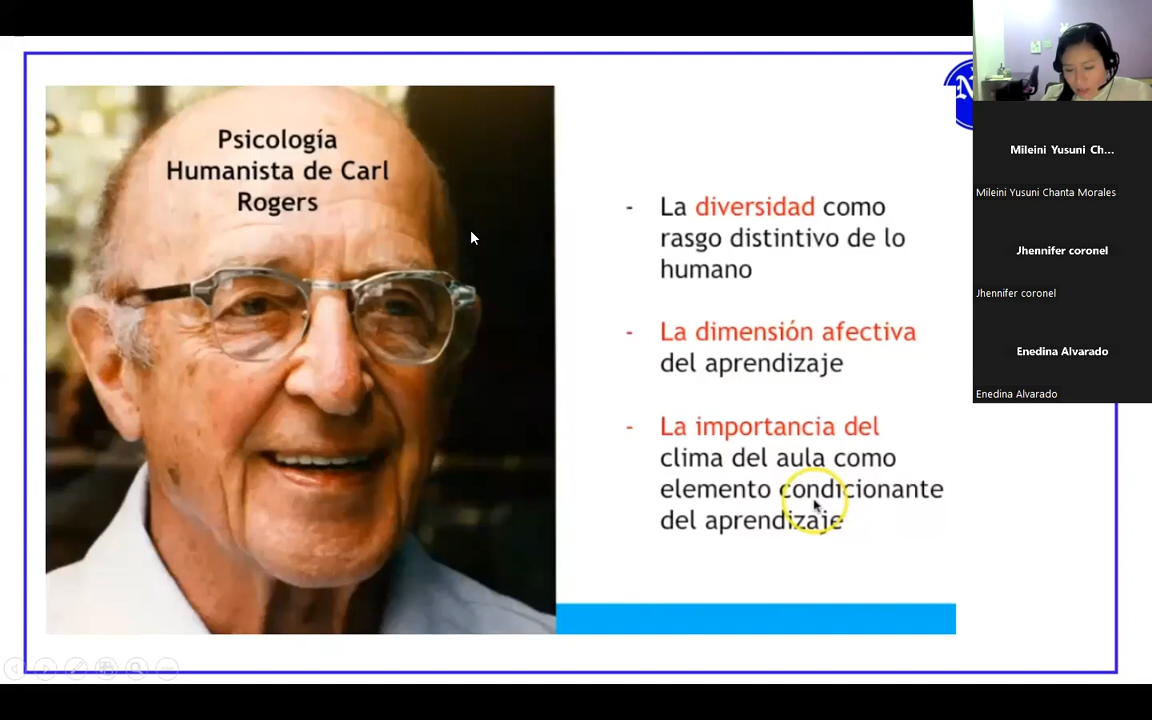 Psicología
Humanista de Carl
Rogers
- La diversidad como
rasgo distintivo de lo
humano
- La dimensión afectiva
del aprendizaje
- La importancia del
clima del aula como
elemento condicionante
del aprendizaje
Mileini Yusuni Ch...
Mileini Yusuni Chanta Morales
Jhennifer coronel
Jhennifer coronel
Enedina Alvarado
Enedina Alvarado